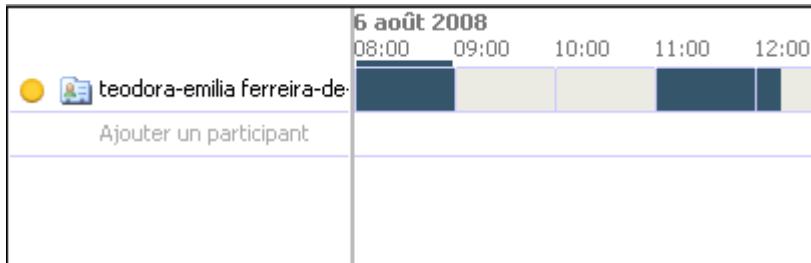 6 août 2008
08:00 09:00 10:00 11:00 12:00
teodora-emilia ferreira-de-
Ajouter un participant